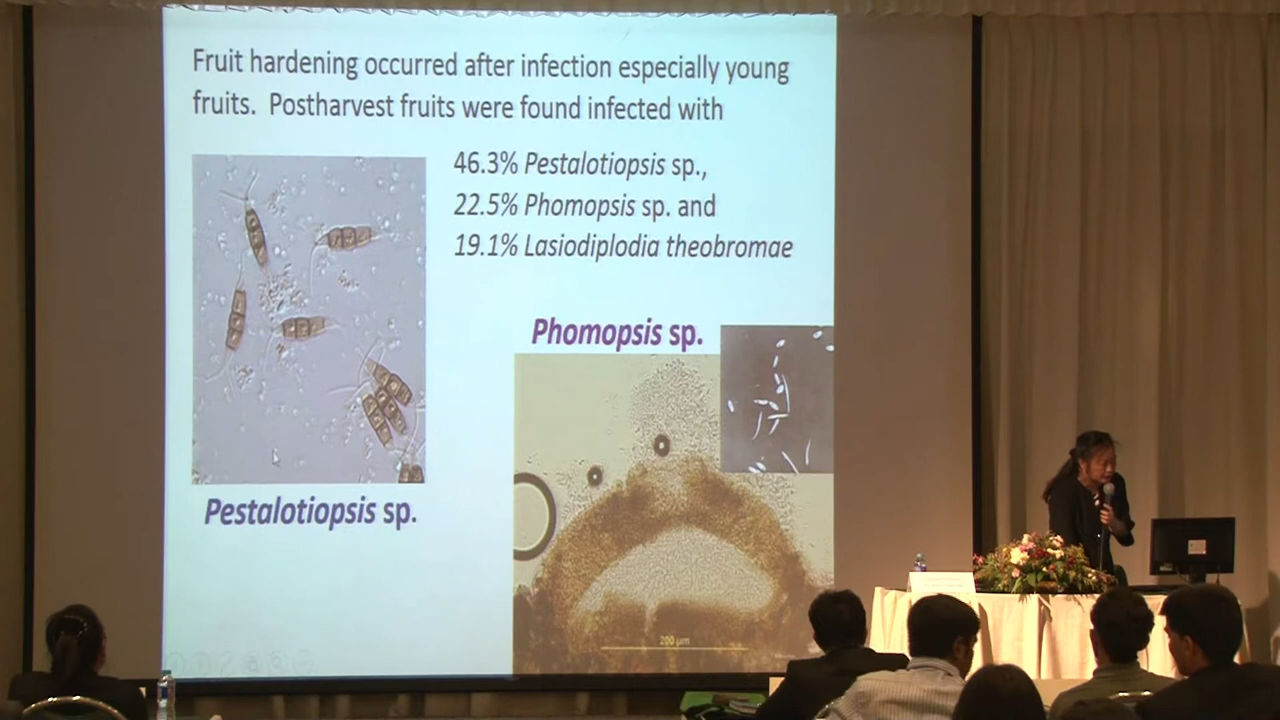 Fruit hardening occurred after infection especially young
fruits. Postharvest fruits were found infected with
46.3% Pestalotiopsis sp.,
22.5% Phomopsis sp. and
19.1% Lasiodiplodia theobromae
Phomopsis sp.
Pestalotiopsis sp.
200 µm